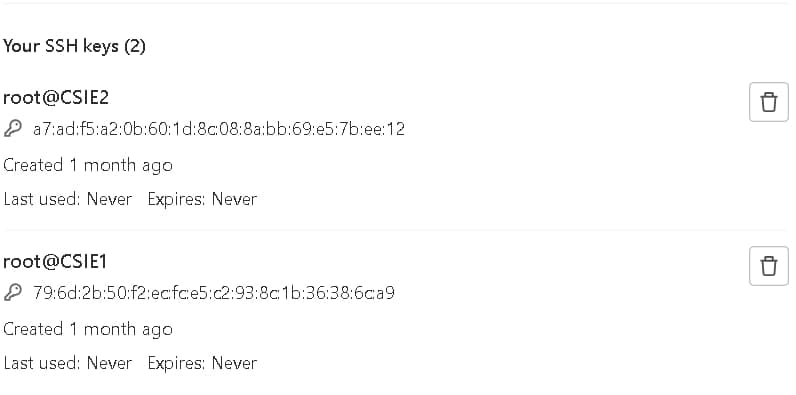 Your SSH keys (2)
root@CSIE2
a7:ad:f5:a2:0b:60:1d:8c:08:8a:bb:69:e5:7b:ee:12
Created 1 month ago
Last used: Never Expires: Never
root@CSIE1
79:6d:2b:50:f2:ec:fc:e5:c2:93:8c:1b:36:38:6c:a9
Created 1 month ago
Last used: Never Expires: Never